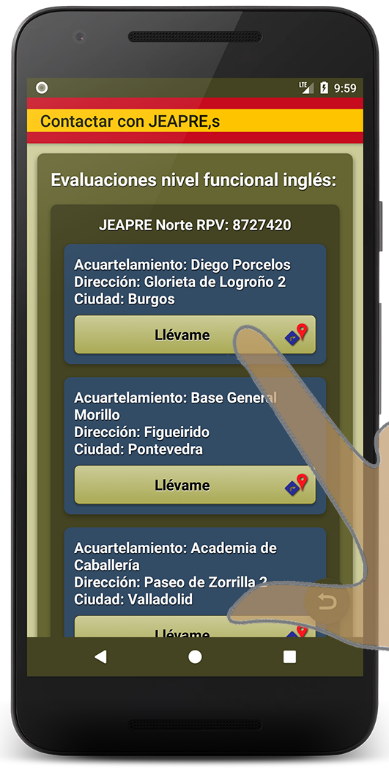 LTE 9:59
Contactar con JEAPRE,s
Evaluaciones nivel funcional inglés:
JEAPRE Norte RPV: 8727420
Acuartelamiento: Diego Porcelos
Dirección: Glorieta de Logroño 2
Ciudad: Burgos
Llévame
Acuartelamiento: Base General
Morillo
Dirección: Figueirido
Ciudad: Pontevedra
Llévame
Acuartelamiento: Academia de
Caballería
Dirección: Paseo de Zorrilla 2
Ciudad: Valladolid
Llévame